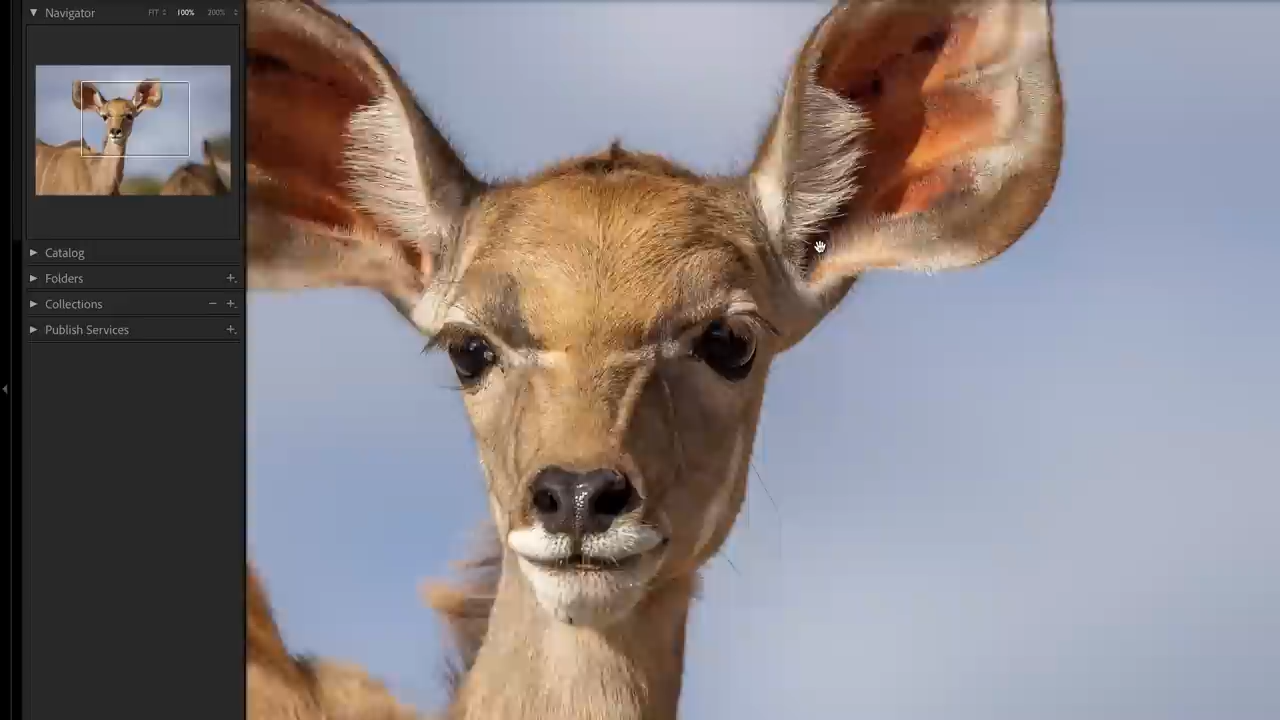 Navigator FIT 100% 200%
Catalog
Folders
Collections
Publish Services